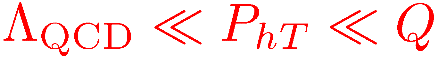 Λ_QCD ≪ P_hT ≪ Q